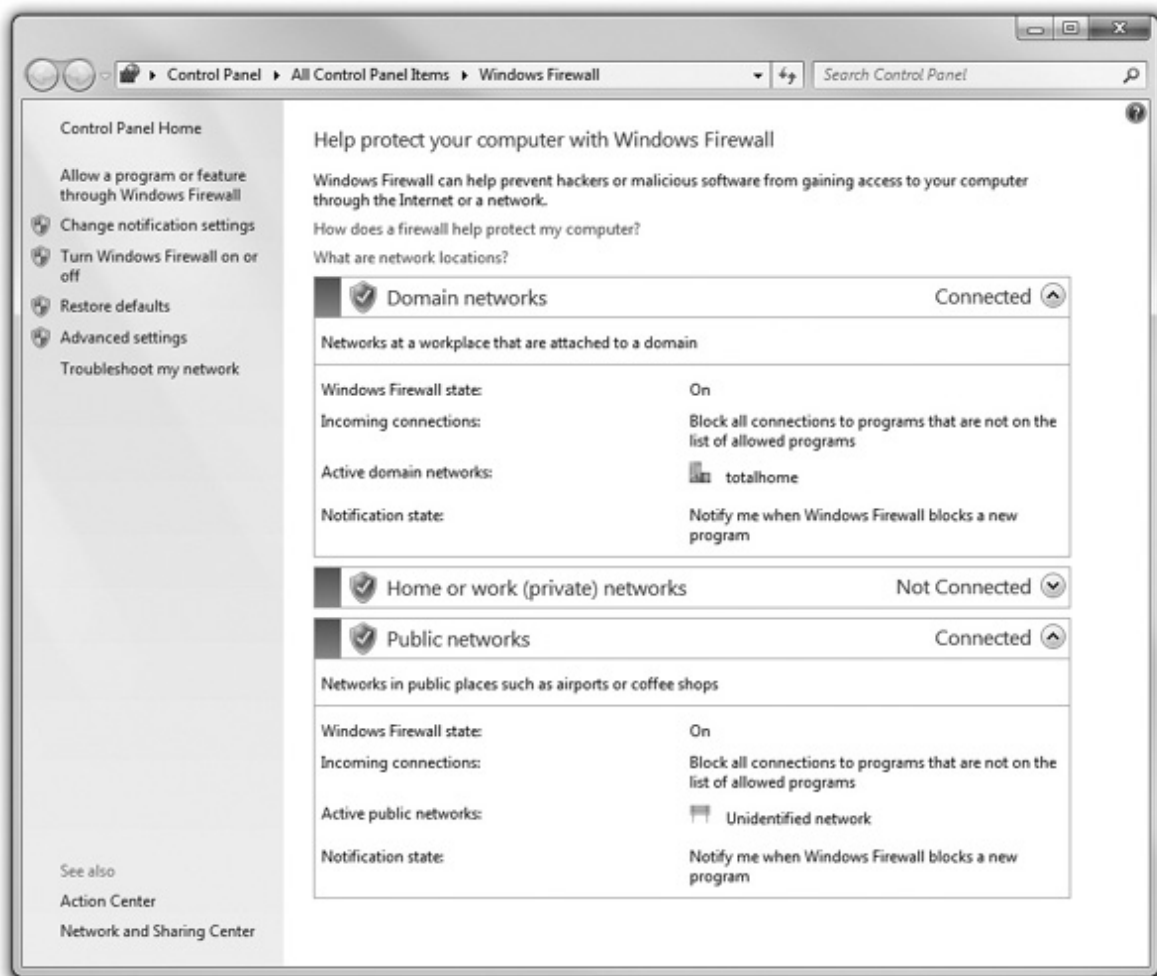 Control Panel ▸ All Control Panel Items ▸ Windows Firewall
Search Control Panel
Control Panel Home
Allow a program or feature
through Windows Firewall
Change notification settings
Turn Windows Firewall on or
off
Restore defaults
Advanced settings
Troubleshoot my network
See also
Action Center
Network and Sharing Center
Help protect your computer with Windows Firewall
Windows Firewall can help prevent hackers or malicious software from gaining access to your computer
through the Internet or a network.
How does a firewall help protect my computer?
What are network locations?
Domain networks Connected
Networks at a workplace that are attached to a domain
Windows Firewall state: On
Incoming connections: Block all connections to programs that are not on the
list of allowed programs
Active domain networks: totalhome
Notification state: Notify me when Windows Firewall blocks a new
program
Home or work (private) networks Not Connected
Public networks Connected
Networks in public places such as airports or coffee shops
Windows Firewall state: On
Incoming connections: Block all connections to programs that are not on the
list of allowed programs
Active public networks: Unidentified network
Notification state: Notify me when Windows Firewall blocks a new
program